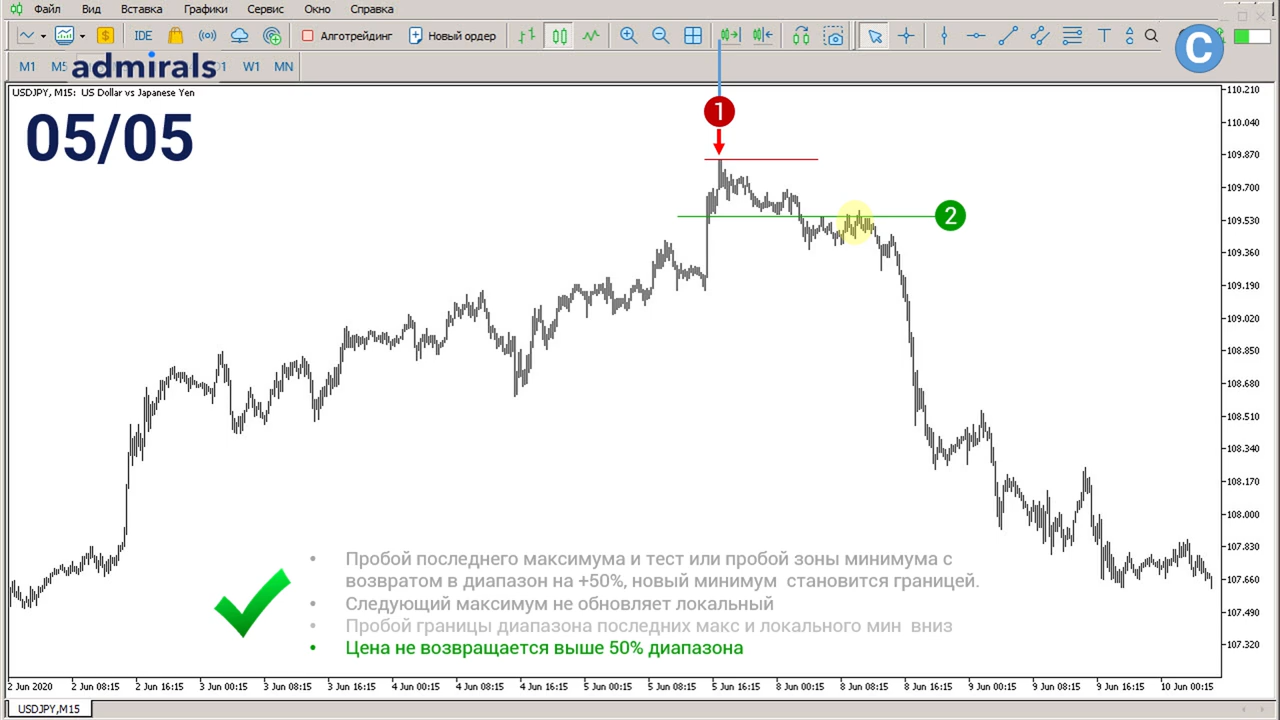 Файл Вид Вставка Графики Сервис Окно Справка
$ IDE Алготрейдинг Новый ордер T
M1 M5 admirals D1 W1 MN
C
USDJPY, M15: US Dollar vs Japanese Yen
05/05
1
2
110.210
110.040
109.870
109.700
109.530
109.360
109.190
109.020
108.850
108.680
108.510
108.340
108.170
108.000
107.830
107.660
107.490
107.320
• Пробой последнего максимума и тест или пробой зоны минимума с
возвратом в диапазон на +50%, новый минимум становится границей.
• Следующий максимум не обновляет локальный
• Пробой границы диапазона последних макс и локального мин вниз
• Цена не возвращается выше 50% диапазона
2 Jun 2020 2 Jun 08:15 2 Jun 16:15 3 Jun 00:15 3 Jun 08:15 3 Jun 16:15 4 Jun 00:15 4 Jun 08:15 4 Jun 16:15 5 Jun 00:15 5 Jun 08:15 5 Jun 16:15 8 Jun 00:15 8 Jun 08:15 8 Jun 16:15 9 Jun 00:15 9 Jun 08:15 9 Jun 16:15 10 Jun 00:15
USDJPY,M15